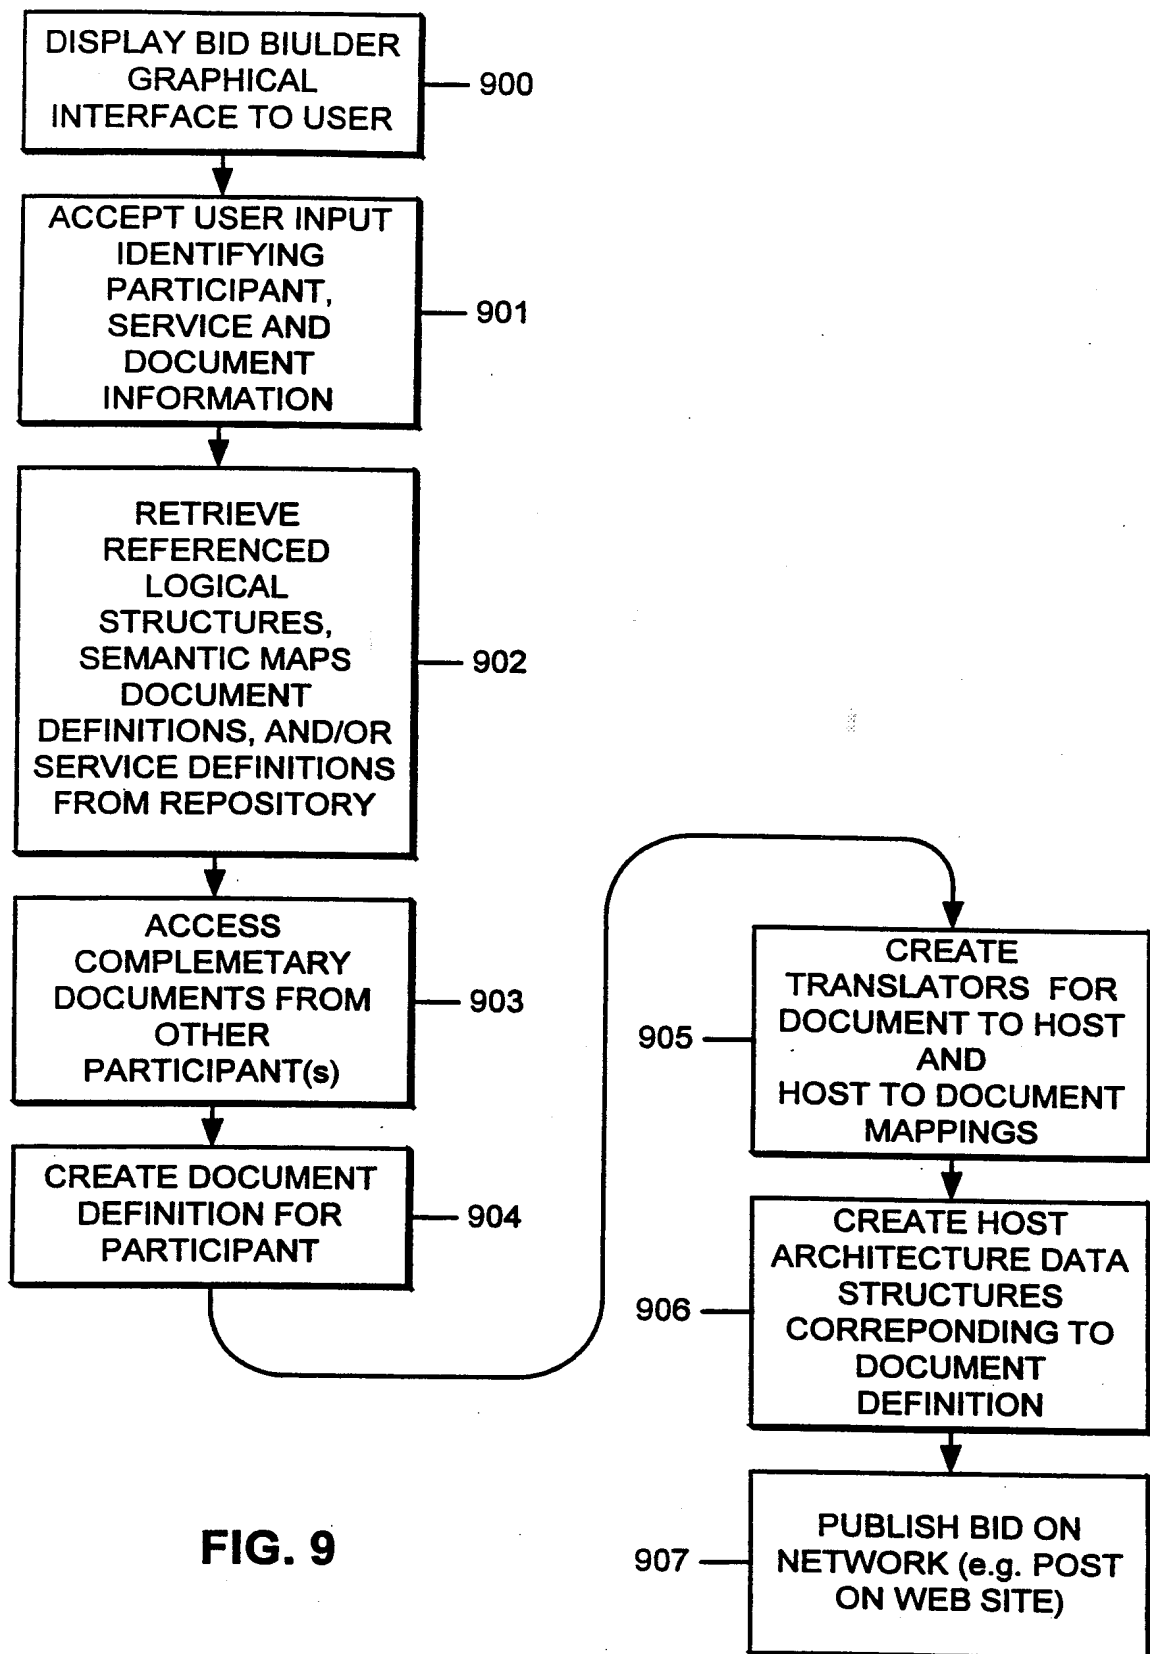 DISPLAY BID BIULDER
GRAPHICAL
INTERFACE TO USER
900
ACCEPT USER INPUT
IDENTIFYING
PARTICIPANT,
SERVICE AND
DOCUMENT
INFORMATION
901
RETRIEVE
REFERENCED
LOGICAL
STRUCTURES,
SEMANTIC MAPS
DOCUMENT
DEFINITIONS, AND/OR
SERVICE DEFINITIONS
FROM REPOSITORY
902
ACCESS
COMPLEMETARY
DOCUMENTS FROM
OTHER
PARTICIPANT(s)
903
CREATE DOCUMENT
DEFINITION FOR
PARTICIPANT
904
CREATE
TRANSLATORS FOR
DOCUMENT TO HOST
AND
HOST TO DOCUMENT
MAPPINGS
905
CREATE HOST
ARCHITECTURE DATA
STRUCTURES
CORREPONDING TO
DOCUMENT
DEFINITION
906
PUBLISH BID ON
NETWORK (e.g. POST
ON WEB SITE)
907
FIG. 9